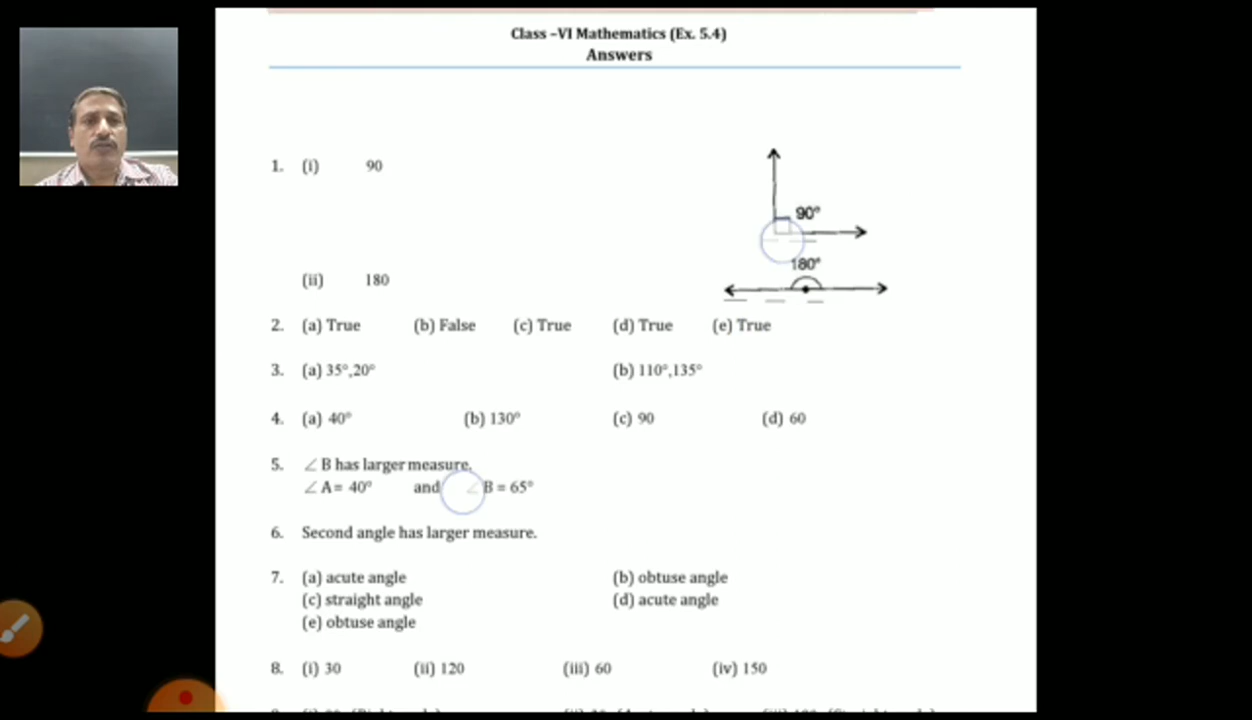 Class –VI Mathematics (Ex. 5.4)
Answers
1. (i) 90
90°
180°
(ii) 180
2. (a) True (b) False (c) True (d) True (e) True
3. (a) 35°,20° (b) 110°,135°
4. (a) 40° (b) 130° (c) 90 (d) 60
5. ∠B has larger measure.
∠A= 40° and ∠B = 65°
6. Second angle has larger measure.
7. (a) acute angle (b) obtuse angle
(c) straight angle (d) acute angle
(e) obtuse angle
8. (i) 30 (ii) 120 (iii) 60 (iv) 150